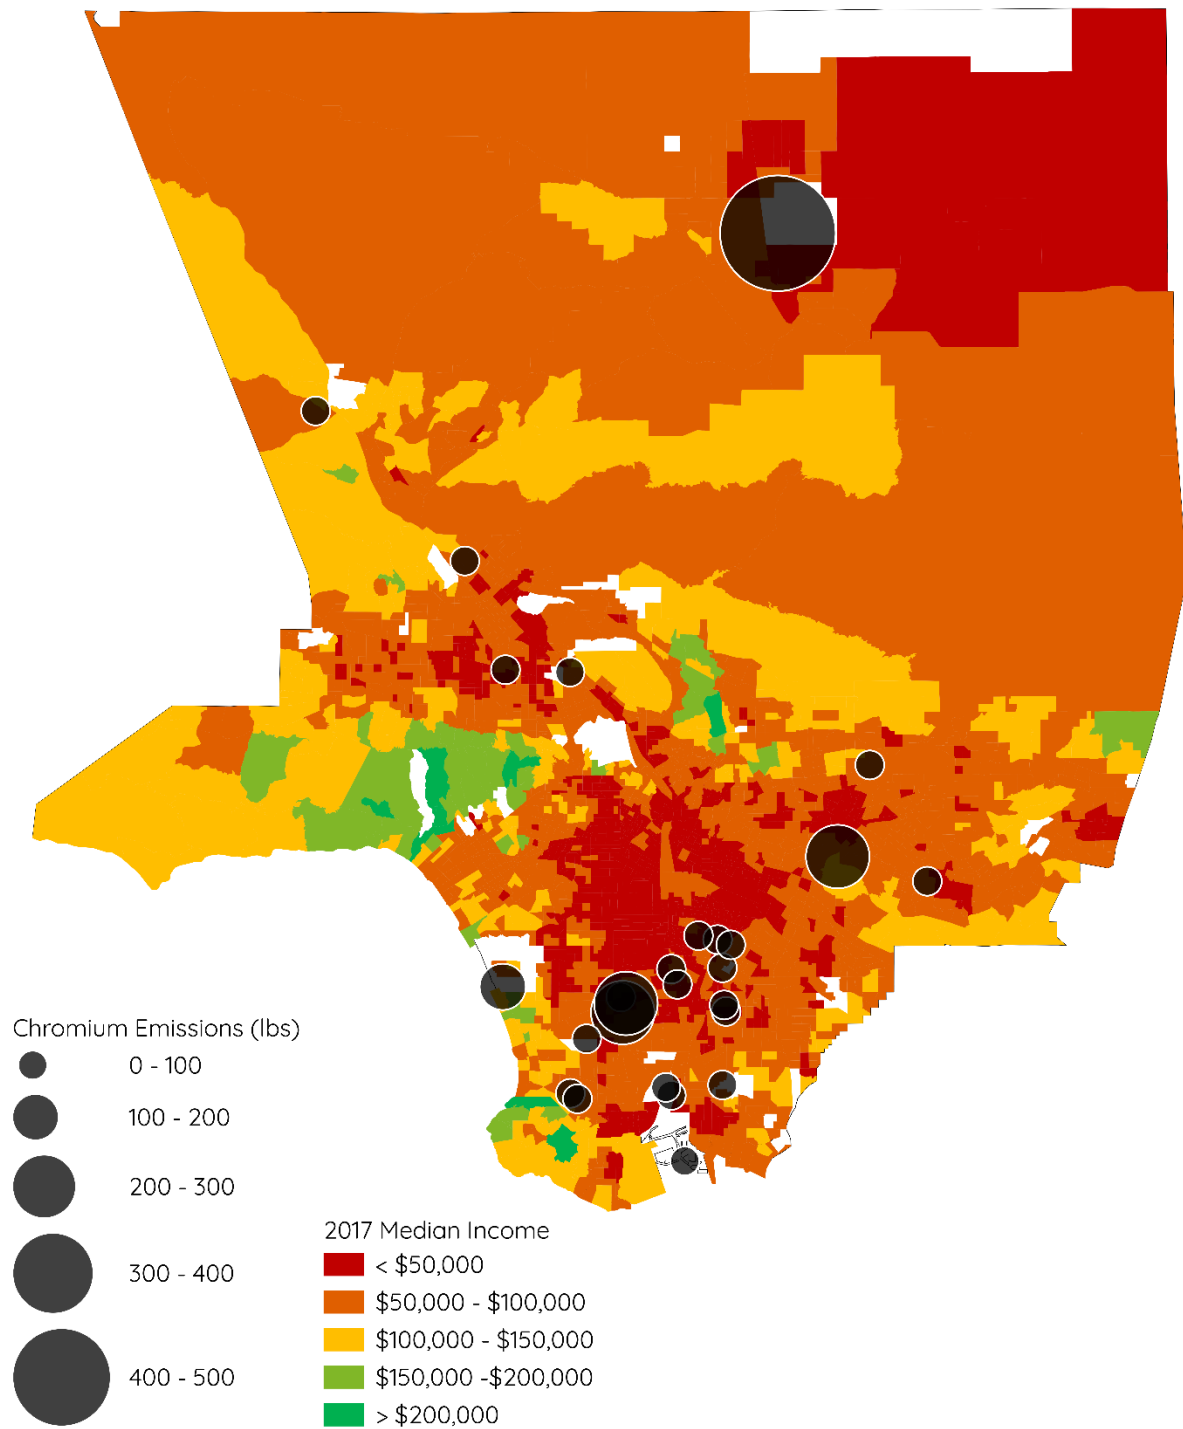 Chromium Emissions (lbs)
0 - 100
100 - 200
200 - 300
300 - 400
400 - 500
2017 Median Income
< $50,000
$50,000 - $100,000
$100,000 - $150,000
$150,000 -$200,000
> $200,000